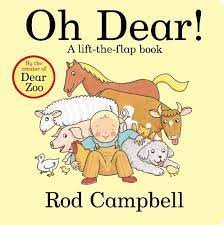 Oh Dear!
A lift-the-flap book
By the
creator of
Dear
Zoo
Rod Campbell